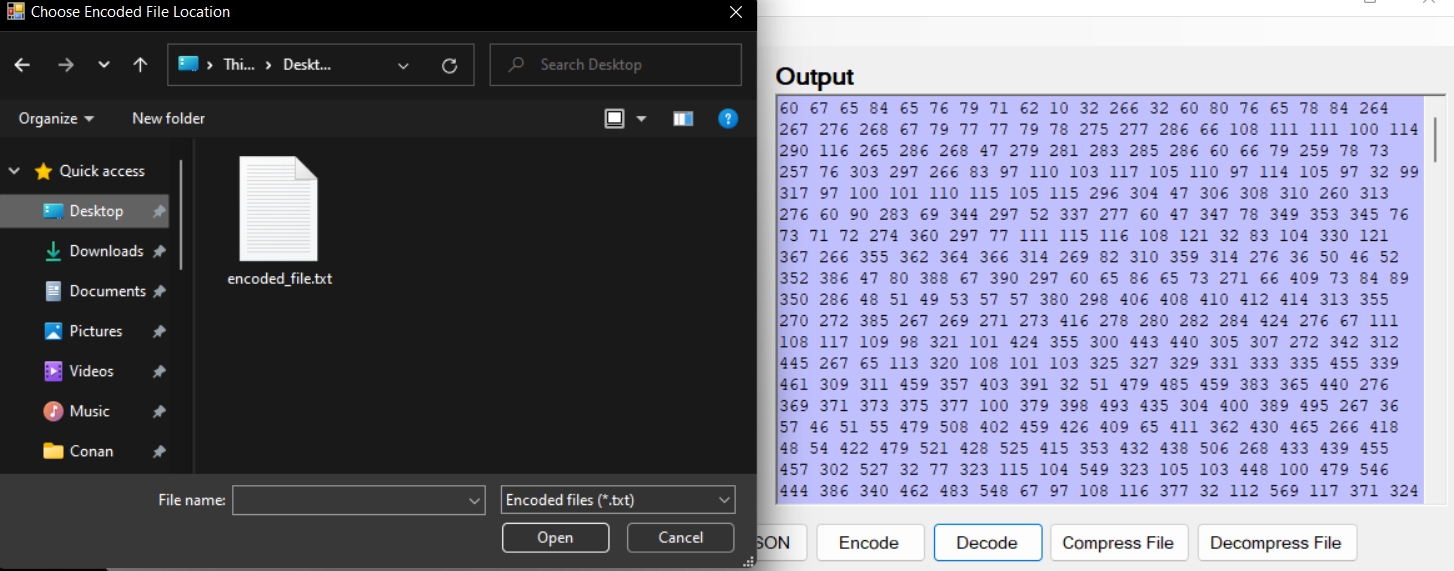 Choose Encoded File Location
Thi... > Deskt...
Search Desktop
Organize
New folder
?
Quick access
Desktop
Downloads
Documents
Pictures
Videos
Music
Conan
encoded_file.txt
File name:
Encoded files (*.txt)
Open
Cancel
Output
60 67 65 84 65 76 79 71 62 10 32 266 32 60 80 76 65 78 84 264
267 276 268 67 79 77 77 79 78 275 277 286 66 108 111 111 100 114
290 116 265 286 268 47 279 281 283 285 286 60 66 79 259 78 73
257 76 303 297 266 83 97 110 103 117 105 110 97 114 105 97 32 99
317 97 100 101 110 115 105 115 296 304 47 306 308 310 260 313
276 60 90 283 69 344 297 52 337 277 60 47 347 78 349 353 345 76
73 71 72 274 360 297 77 111 115 116 108 121 32 83 104 330 121
367 266 355 362 364 366 314 269 82 310 359 314 276 36 50 46 52
352 386 47 80 388 67 390 297 60 65 86 65 73 271 66 409 73 84 89
350 286 48 51 49 53 57 57 380 298 406 408 410 412 414 313 355
270 272 385 267 269 271 273 416 278 280 282 284 424 276 67 111
108 117 109 98 321 101 424 355 300 443 440 305 307 272 342 312
445 267 65 113 320 108 101 103 325 327 329 331 333 335 455 339
461 309 311 459 357 403 391 32 51 479 485 459 383 365 440 276
369 371 373 375 377 100 379 398 493 435 304 400 389 495 267 36
57 46 51 55 479 508 402 459 426 409 65 411 362 430 465 266 418
48 54 422 479 521 428 525 415 353 432 438 506 268 433 439 455
457 302 527 32 77 323 115 104 549 323 105 103 448 100 479 546
444 386 340 462 483 548 67 97 108 116 377 32 112 569 117 371 324
SON
Encode
Decode
Compress File
Decompress File